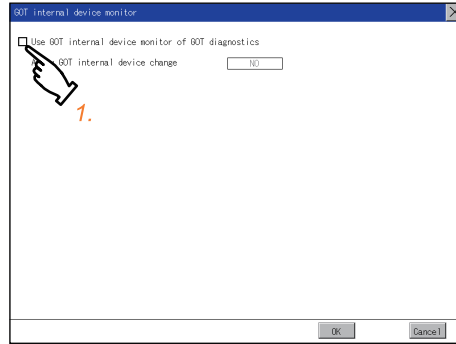 GOT internal device monitor
Use GOT internal device monitor of GOT diagnostics
GOT internal device change NO
1.
OK Cancel